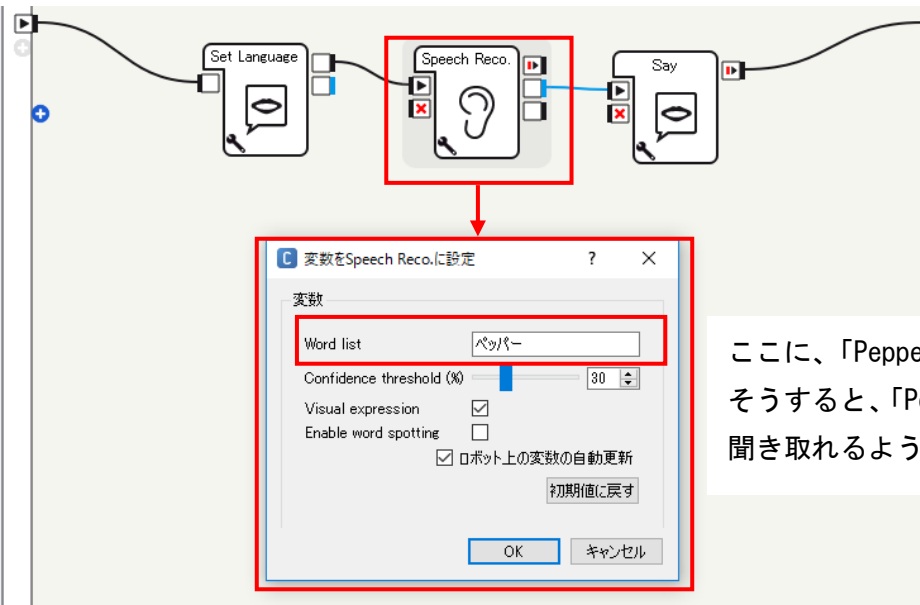 Set Language
Speech Reco.
Say
C 変数をSpeech Reco.に設定 ? ×
変数
Word list ペッパー
Confidence threshold (%) 30
Visual expression
Enable word spotting
ロボット上の変数の自動更新
初期値に戻す
OK キャンセル
ここに、「Peppe
そうすると、「P
聞き取れるよう